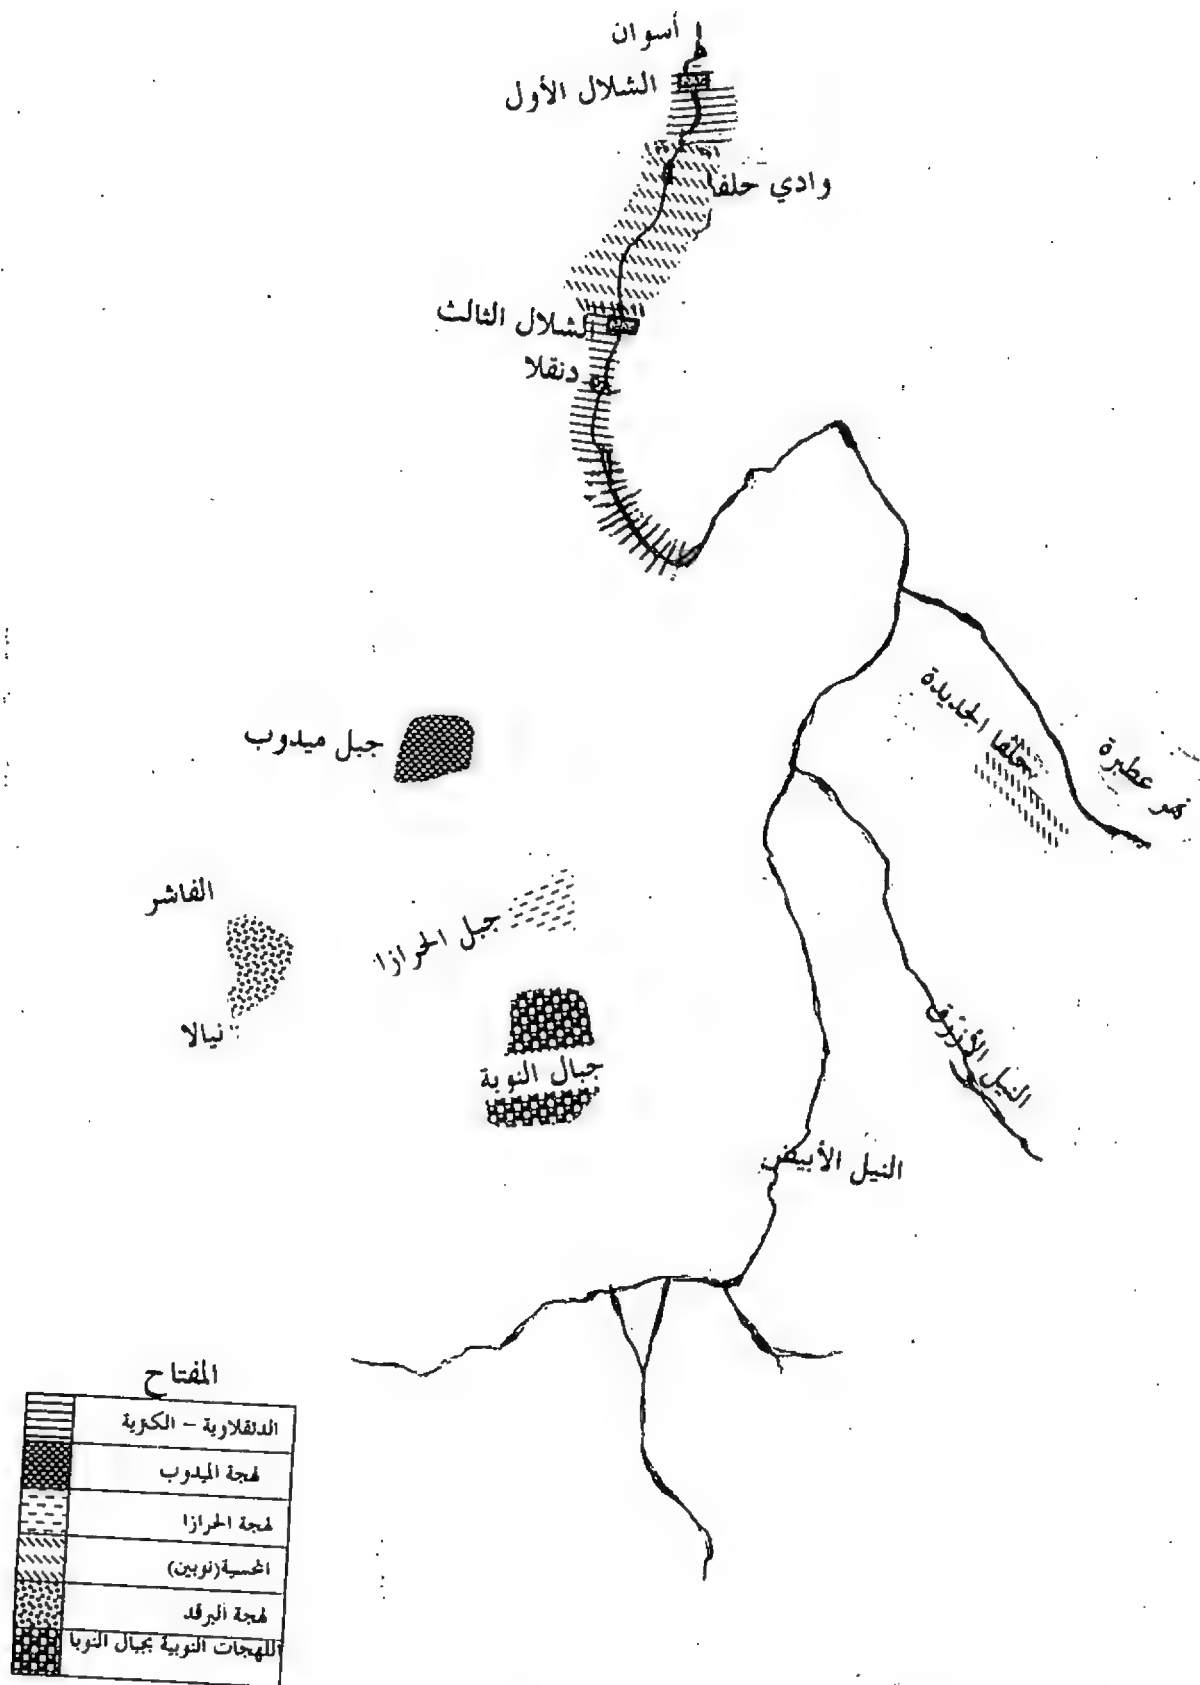 أسوان
الشلال الأول
وادي حلفا
الشلال الثالث
دنقلا
حلفا الجديدة
نهر عطبرة
جبل ميدوب
الفاشر
جبل الحرازا
نيالا
جبال النوبة
النيل الأزرق
النيل الأبيض
المفتاح
الدنقلاوية – الكنزية
لهجة الميدوب
لهجة الحرازا
المحسية (نوبين)
لهجة البرقد
اللهجات النوبية بجبال النوبا